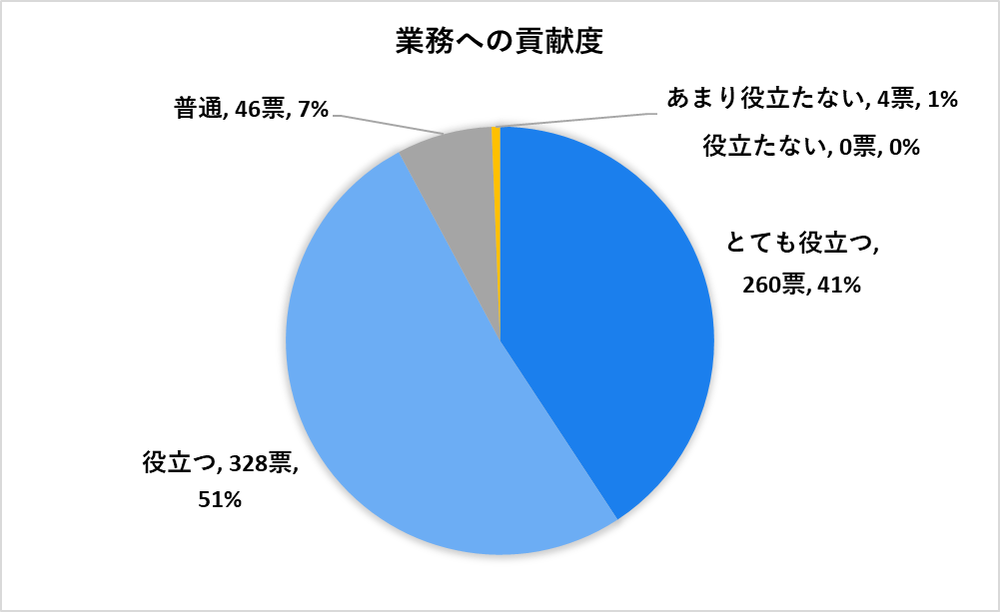 業務への貢献度
普通, 46票, 7%
あまり役立たない, 4票, 1%
役立たない, 0票, 0%
とても役立つ,
260票, 41%
役立つ, 328票,
51%